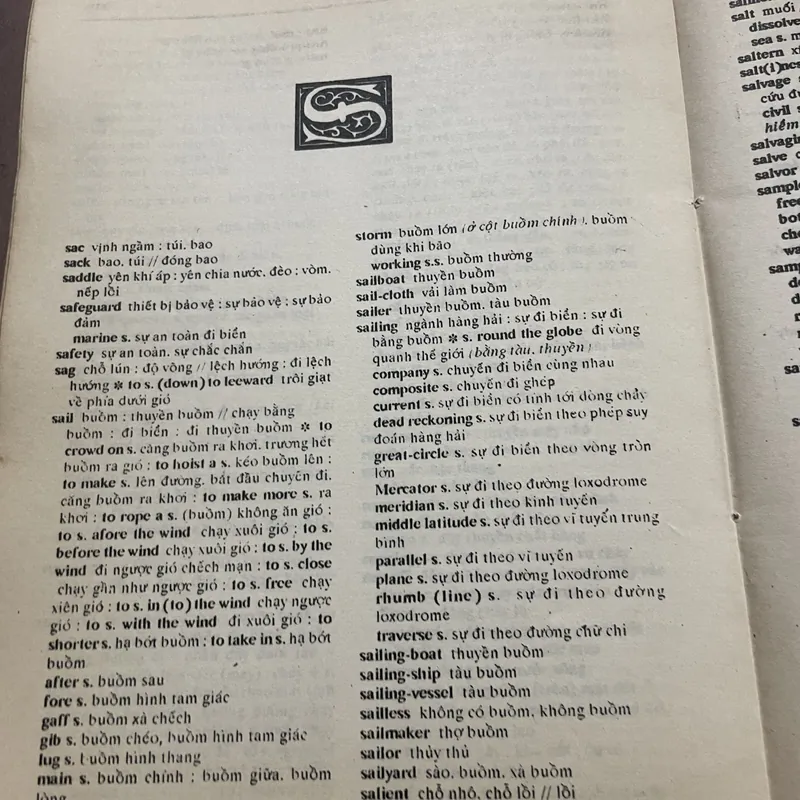 S
sac vịnh ngầm ; túi. bao
sack bao. túi // đóng bao
saddle yên khí áp ; yên chia nước. đèo ; vòm.
nếp lồi
safeguard thiết bị bảo vệ ; sự bảo vệ ; sự bảo
đảm
marine s. sự an toàn đi biển
safety sự an toàn. sự chắc chắn
sag chỗ lún ; độ võng // lệch hướng ; đi lệch
hướng ✻ to s. (down) to leeward trôi giạt
về phía dưới gió
sail buồm ; thuyền buồm // chạy bằng
buồm ; đi biển ; đi thuyền buồm ✻ to
crowd on s. căng buồm ra khơi. trương hết
buồm ra gió ; to hoist a s. kéo buồm lên ;
to make s. lên đường. bắt đầu chuyến đi.
căng buồm ra khơi ; to make more s. ra
khơi ; to rope a s. (buồm) không ăn gió ;
to s. afore the wind chạy xuôi gió ; to s.
before the wind chạy xuôi gió ; to s. by the
wind đi ngược gió chếch mạn ; to s. close
chạy gần như ngược gió ; to s. free chạy
xiên gió ; to s. in (to) the wind chạy ngược
gió ; to s. with the wind đi xuôi gió ; to
shorter s. hạ bớt buồm ; to take in s. hạ bớt
buồm
after s. buồm sau
fore s. buồm hình tam giác
gaff s. buồm xà chếch
gib s. buồm chéo, buồm hình tam giác
lug s. buồm hình thang
main s. buồm chính ; buồm giữa. buồm
lòng
storm buồm lớn (ở cột buồm chính). buồm
dùng khi bão
working s.s. buồm thường
sailboat thuyền buồm
sail-cloth vải làm buồm
sailer thuyền buồm. tàu buồm
sailing ngành hàng hải ; sự đi biển ; sự đi
bằng buồm ✻ s. round the globe đi vòng
quanh thế giới (bằng tàu. thuyền)
company s. chuyến đi biển cùng nhau
composite s. chuyến đi ghép
current s. sự đi biển có tính tới dòng chảy
dead reckoning s. sự đi biển theo phép suy
đoán hàng hải
great-circle s. sự đi biển theo vòng tròn
lớn
Mercator s. sự đi theo đường loxodrome
meridian s. sự đi theo kinh tuyến
middle latitude s. sự đi theo vĩ tuyến trung
bình
parallel s. sự đi theo vĩ tuyến
plane s. sự đi theo đường loxodrome
rhumb (line) s. sự đi theo đường
loxodrome
traverse s. sự đi theo đường chữ chi
sailing-boat thuyền buồm
sailing-ship tàu buồm
sailing-vessel tàu buồm
sailless không có buồm. không buồm
sailmaker thợ buồm
sailor thủy thủ
sailyard sào. buồm. xà buồm
salient chỗ nhô. chỗ lồi // lồi
salt muối
dissolve
sea s.
saltern
salt(i)nes
salvage
cứu
civil
hiểm
salvagin
salve
salvor
sample
free